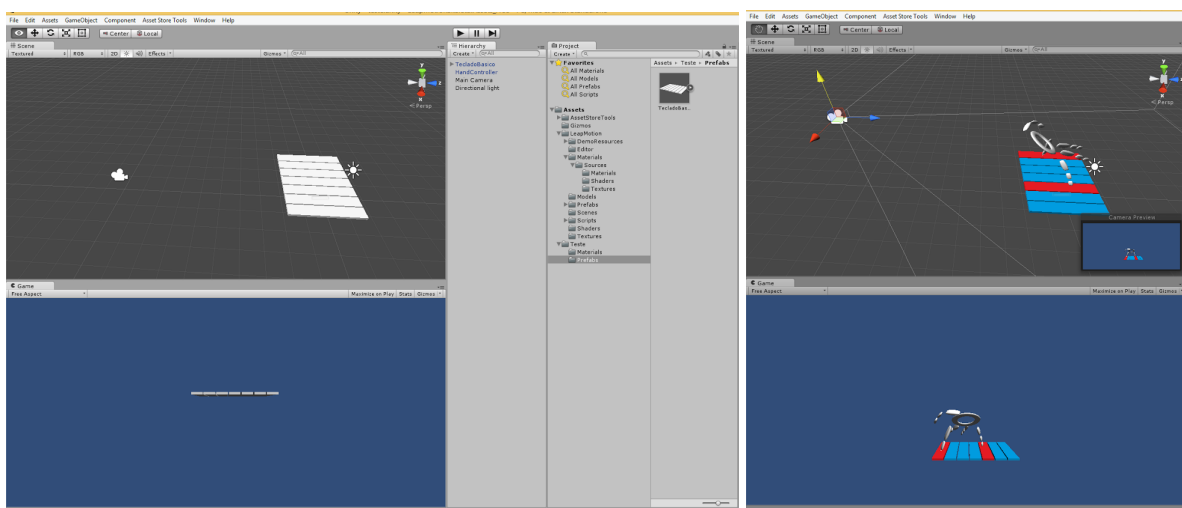 File Edit Assets GameObject Component Asset Store Tools Window Help
Center Local
Scene
Textured RGB 2D Effects Gizmos All
y
z
x
Persp
Game
Free Aspect Maximize on Play Stats Gizmos
Hierarchy
Create All
TecladoBasico
HandController
Main Camera
Directional light
Project
Create
Favorites
All Materials
All Models
All Prefabs
All Scripts
Assets
AssetStoreTools
Gizmos
LeapMotion
DemoResources
Editor
Materials
Sources
Materials
Shaders
Textures
Models
Prefabs
Scenes
Scripts
Shaders
Textures
Teste
Materials
Prefabs
Assets Teste Prefabs
TecladoBas...
File Edit Assets GameObject Component Asset Store Tools Window Help
Center Local
Scene
Textured RGB 2D Effects Gizmos All
y
z
x
Persp
Camera Preview
Game
Free Aspect Maximize on Play Stats Gizmos